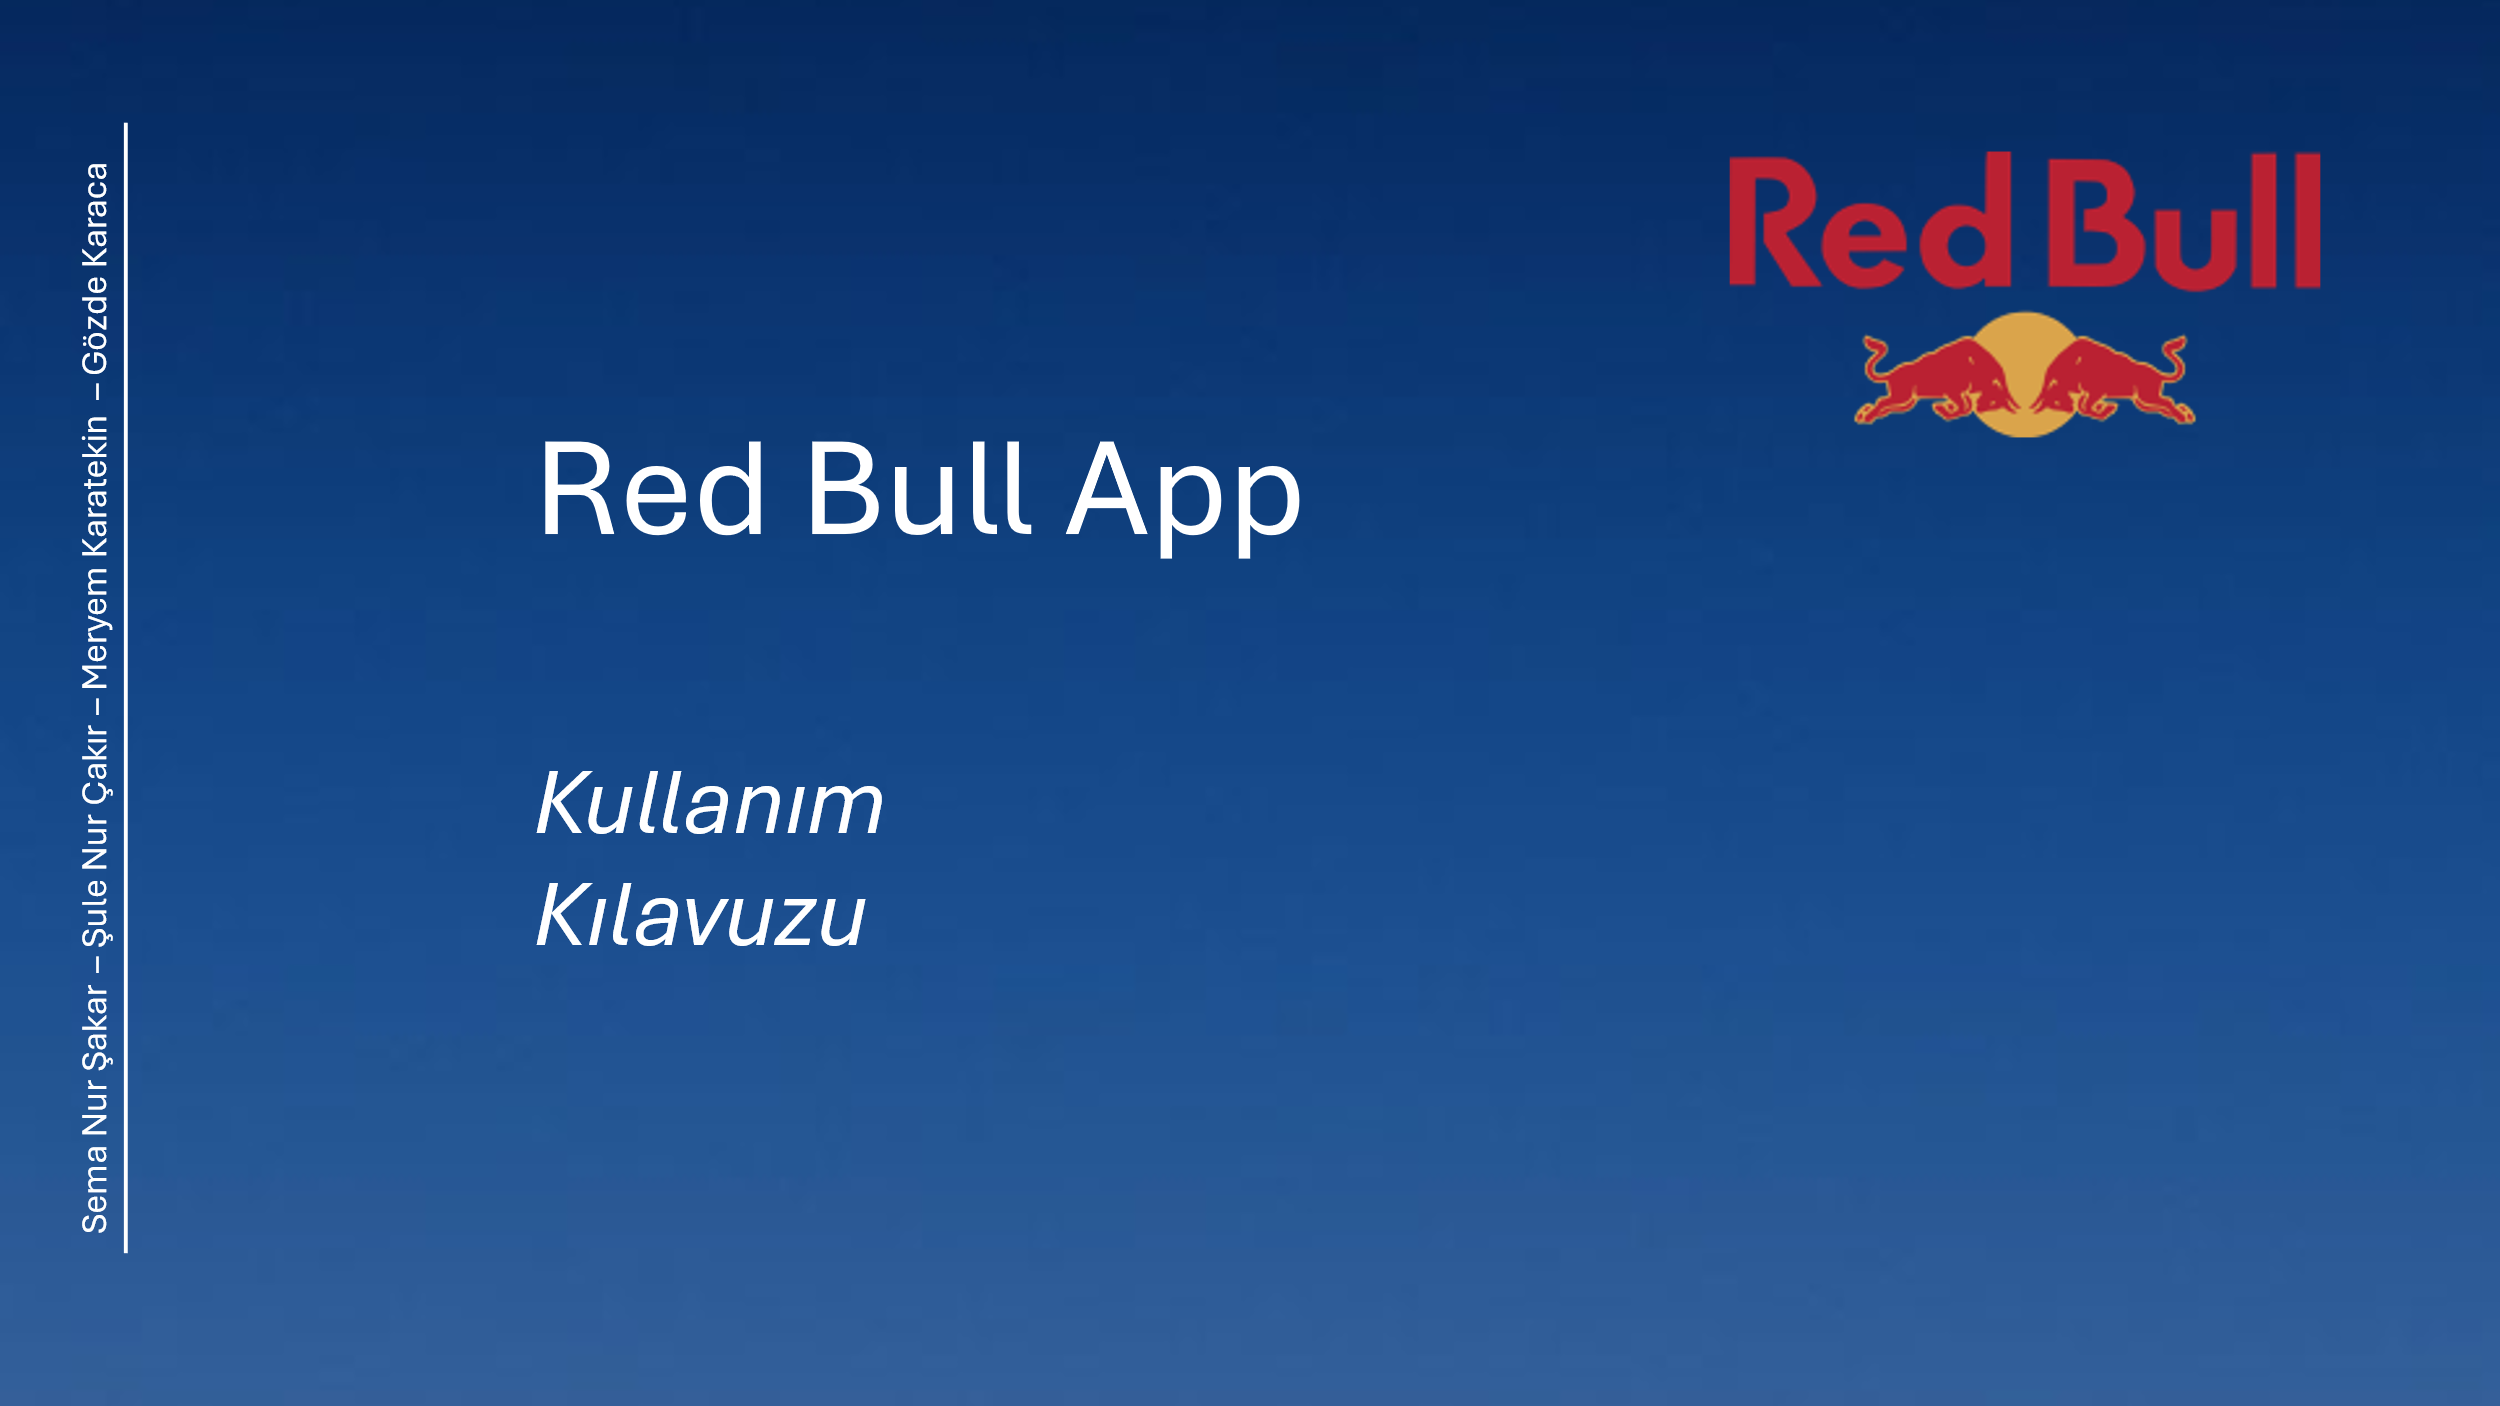 Sema Nur Şakar – Şule Nur Çakır – Meryem Karatekin – Gözde Karaca
Red Bull
Red Bull App
Kullanım
Kılavuzu